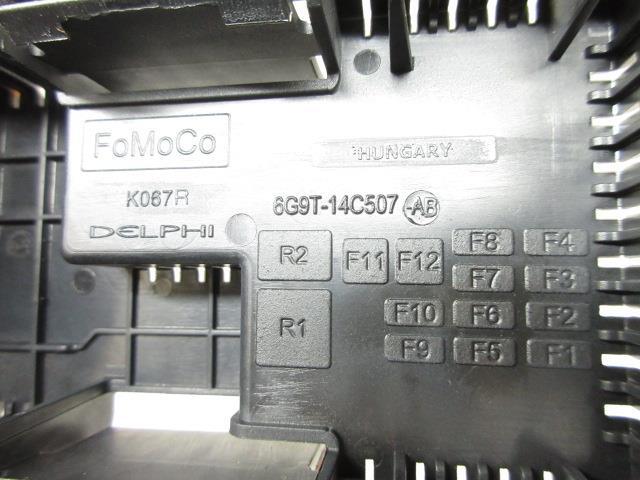 FoMoCo
HUNGARY
K067R
6G9T-14C507-AB
DELPHI
R2 F11 F12 F8 F4
F7 F3
R1 F10 F6 F2
F9 F5 F1